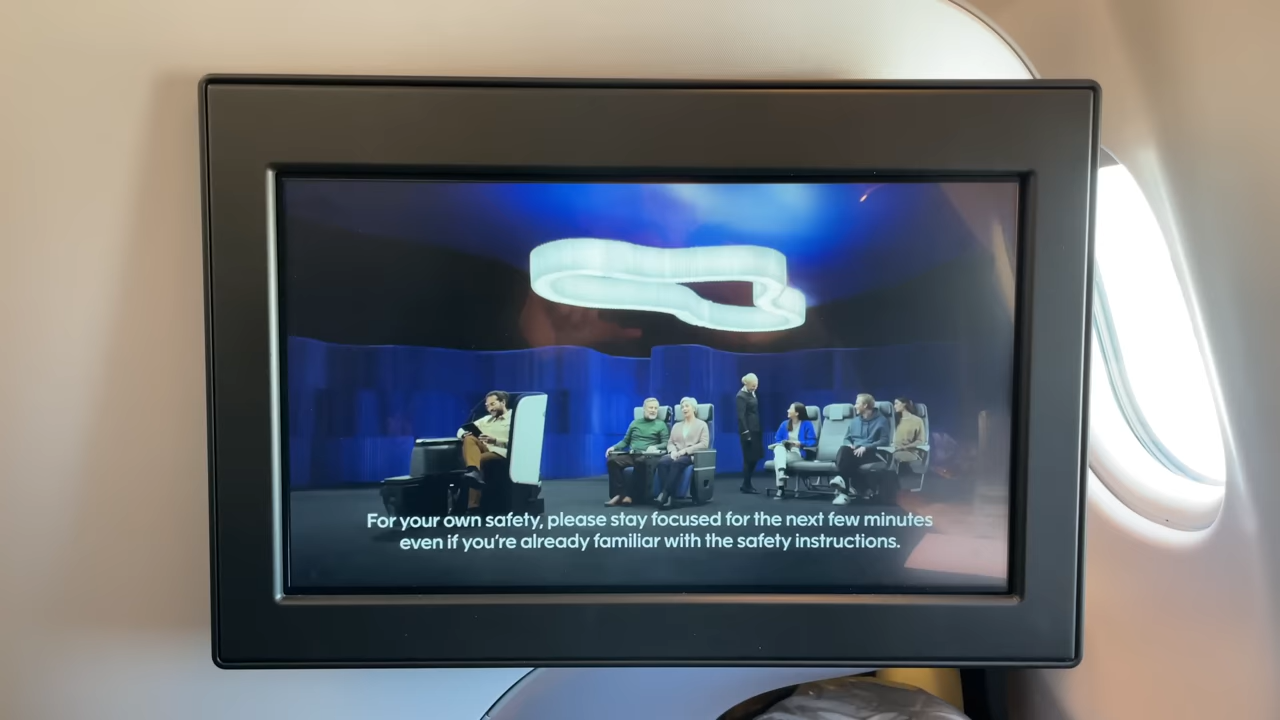 For your own safety, please stay focused for the next few minutes
even if you're already familiar with the safety instructions.